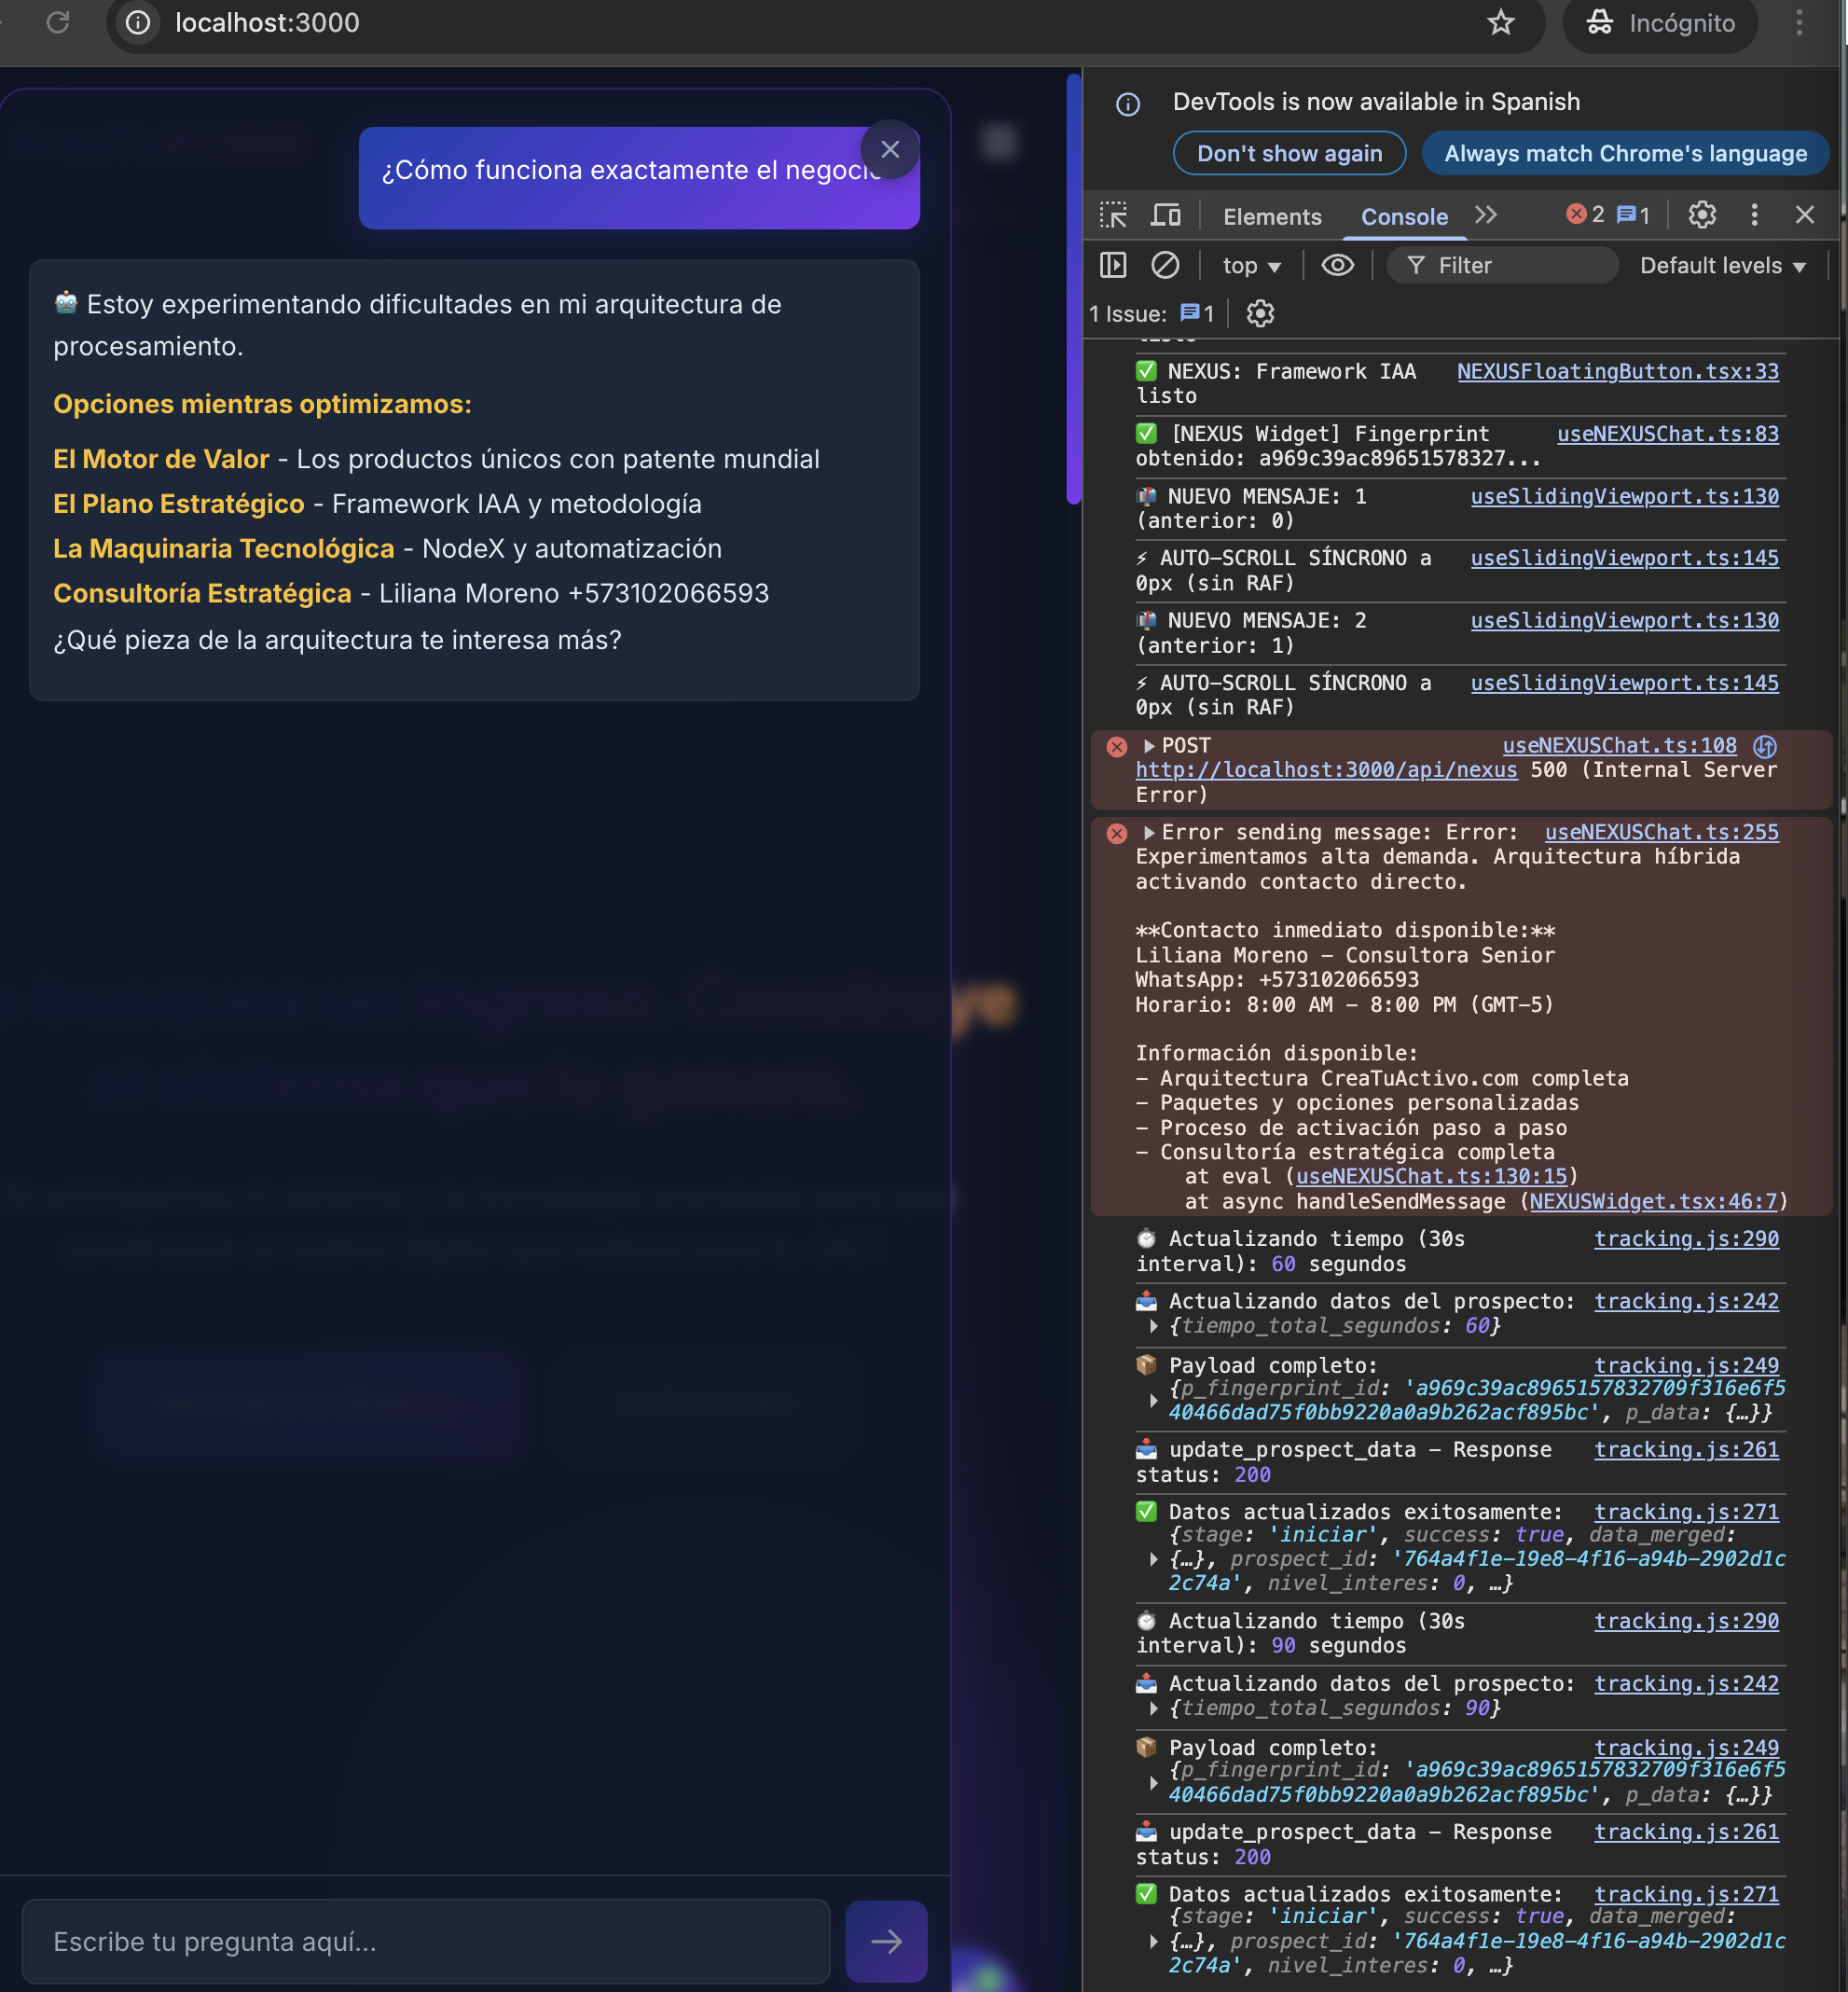 localhost:3000
Incógnito
¿Cómo funciona exactamente el negocio
🤖 Estoy experimentando dificultades en mi arquitectura de
procesamiento.
Opciones mientras optimizamos:
El Motor de Valor - Los productos únicos con patente mundial
El Plano Estratégico - Framework IAA y metodología
La Maquinaria Tecnológica - NodeX y automatización
Consultoría Estratégica - Liliana Moreno +573102066593
¿Qué pieza de la arquitectura te interesa más?
Escribe tu pregunta aquí...
DevTools is now available in Spanish
Don't show again
Always match Chrome's language
Elements Console 2 1
top Filter Default levels
1 Issue: 1
listo
✅ NEXUS: Framework IAA NEXUSFloatingButton.tsx:33
listo
✅ [NEXUS Widget] Fingerprint useNEXUSChat.ts:83
obtenido: a969c39ac89651578327...
📬 NUEVO MENSAJE: 1 useSlidingViewport.ts:130
(anterior: 0)
⚡ AUTO-SCROLL SÍNCRONO a useSlidingViewport.ts:145
0px (sin RAF)
📬 NUEVO MENSAJE: 2 useSlidingViewport.ts:130
(anterior: 1)
⚡ AUTO-SCROLL SÍNCRONO a useSlidingViewport.ts:145
0px (sin RAF)
POST useNEXUSChat.ts:108
http://localhost:3000/api/nexus 500 (Internal Server
Error)
Error sending message: Error: useNEXUSChat.ts:255
Experimentamos alta demanda. Arquitectura híbrida
activando contacto directo.
**Contacto inmediato disponible:**
Liliana Moreno - Consultora Senior
WhatsApp: +573102066593
Horario: 8:00 AM - 8:00 PM (GMT-5)
Información disponible:
- Arquitectura CreaTuActivo.com completa
- Paquetes y opciones personalizadas
- Proceso de activación paso a paso
- Consultoría estratégica completa
at eval (useNEXUSChat.ts:130:15)
at async handleSendMessage (NEXUSWidget.tsx:46:7)
⏱️ Actualizando tiempo (30s tracking.js:290
interval): 60 segundos
📤 Actualizando datos del prospecto: tracking.js:242
{tiempo_total_segundos: 60}
📦 Payload completo: tracking.js:249
{p_fingerprint_id: 'a969c39ac8965157832709f316e6f5
40466dad75f0bb9220a0a9b262acf895bc', p_data: {…}}
📥 update_prospect_data - Response tracking.js:261
status: 200
✅ Datos actualizados exitosamente: tracking.js:271
{stage: 'iniciar', success: true, data_merged:
{…}, prospect_id: '764a4f1e-19e8-4f16-a94b-2902d1c
2c74a', nivel_interes: 0, …}
⏱️ Actualizando tiempo (30s tracking.js:290
interval): 90 segundos
📤 Actualizando datos del prospecto: tracking.js:242
{tiempo_total_segundos: 90}
📦 Payload completo: tracking.js:249
{p_fingerprint_id: 'a969c39ac8965157832709f316e6f5
40466dad75f0bb9220a0a9b262acf895bc', p_data: {…}}
📥 update_prospect_data - Response tracking.js:261
status: 200
✅ Datos actualizados exitosamente: tracking.js:271
{stage: 'iniciar', success: true, data_merged:
{…}, prospect_id: '764a4f1e-19e8-4f16-a94b-2902d1c
2c74a', nivel_interes: 0, …}